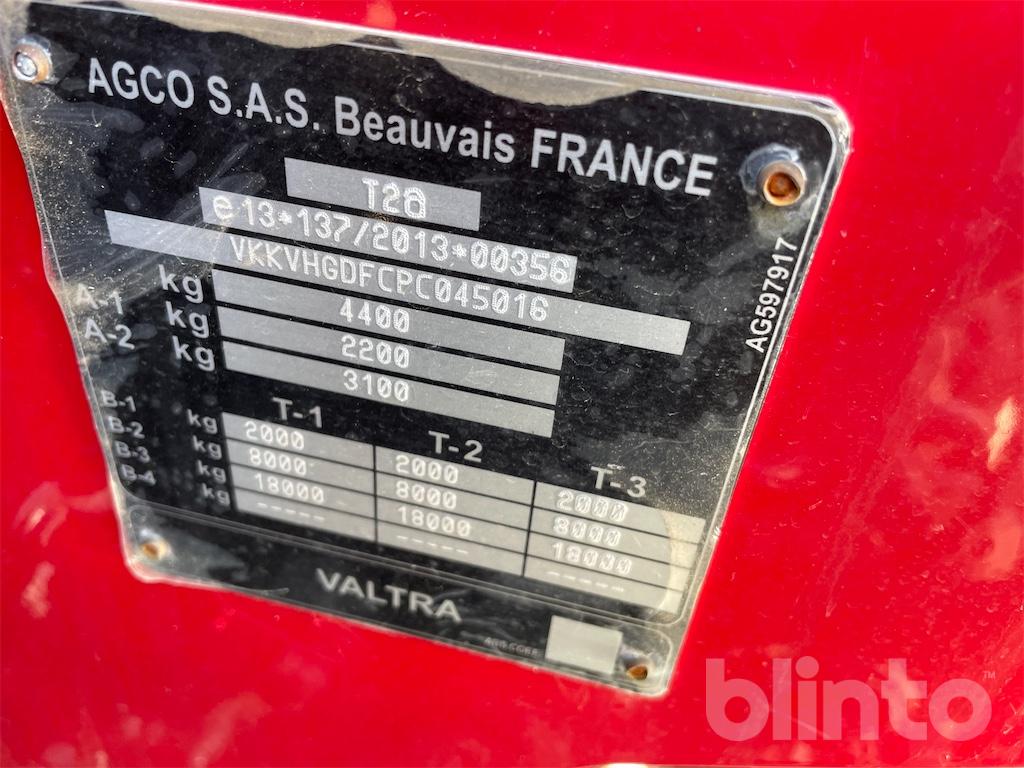 AGCO S.A.S. Beauvais FRANCE
T2a
e13*137/2013*00356
VKKVHGDFCPC045016
kg 4400
A-1 kg 2200
A-2 kg 3100
T-1 T-2 T-3
B-1 kg 2000 2000 2000
B-2 kg 8000 8000 8000
B-3 kg 18000 18000 18000
B-4 kg ----- ----- -----
VALTRA
AG597917
blinto™